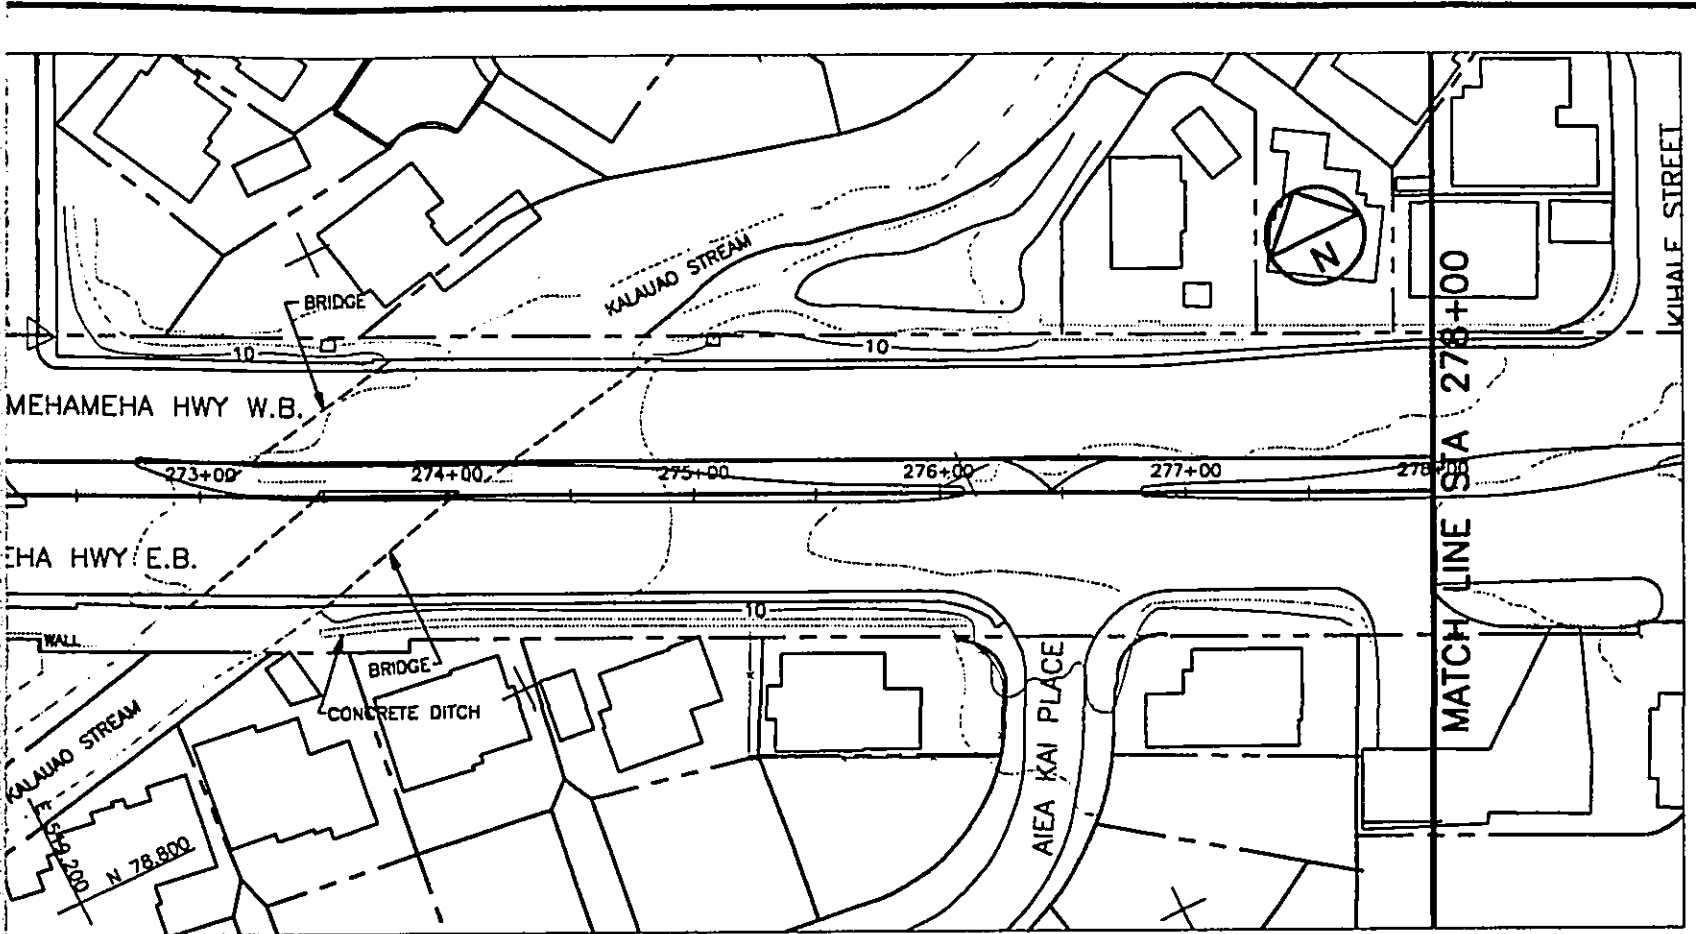 KIHALE STREET
N
KALAUAO STREAM
BRIDGE
10
10
MEHAMEHA HWY W.B.
273+00
274+00
275+00
276+00
277+00
278+00
MATCH LINE STA 278+00
EHA HWY E.B.
10
WALL
BRIDGE
CONCRETE DITCH
AIEA KAI PLACE
KALAUAO STREAM
N 78,800